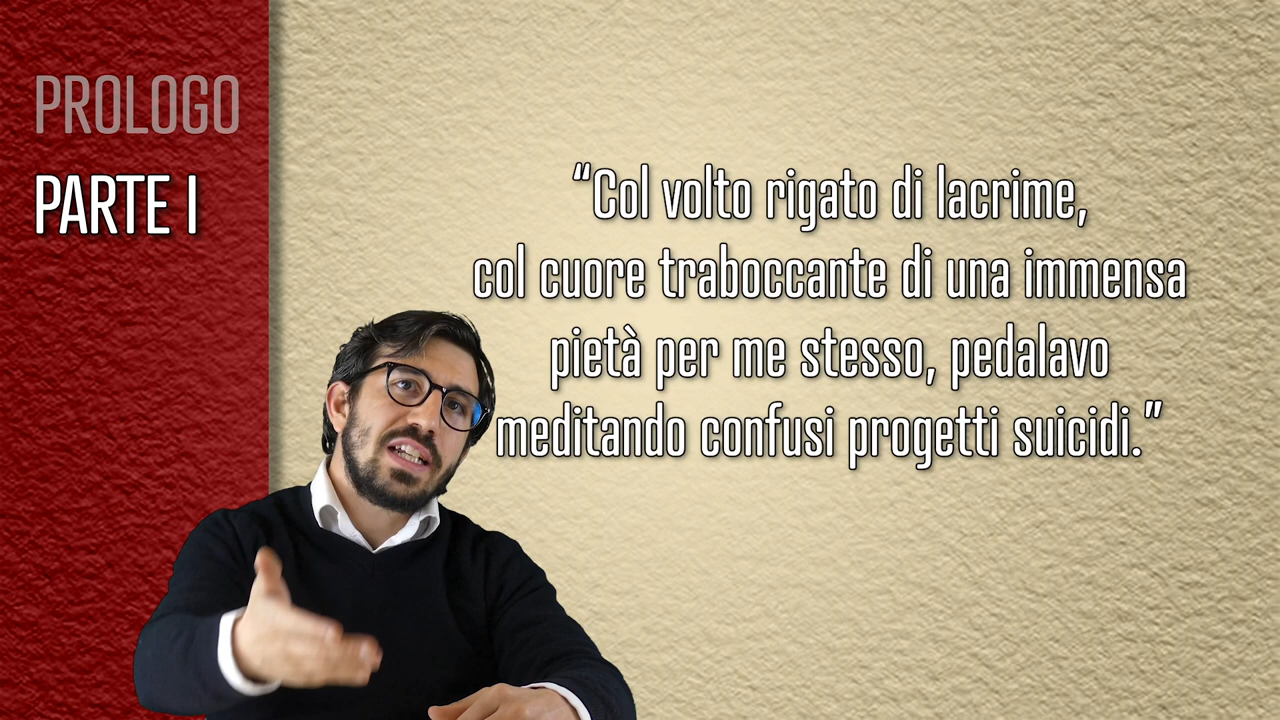 PROLOGO
PARTE I
“Col volto rigato di lacrime,
col cuore traboccante di una immensa
pietà per me stesso, pedalavo
meditando confusi progetti suicidi.”